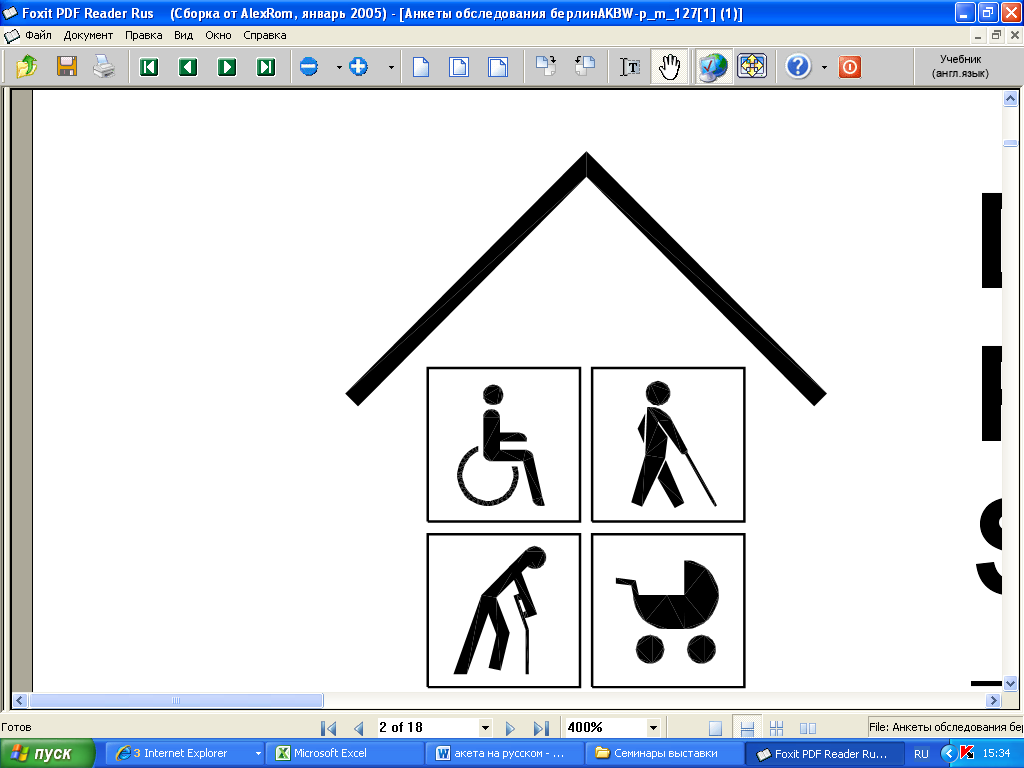 Foxit PDF Reader Rus (Сборка от AlexRom, январь 2005) - [Анкеты обследования берлинAKBW-p_m_127[1] (1)]
Файл Документ Правка Вид Окно Справка
Учебник
(англ.язык)
Готов
2 of 18
400%
File: Анкеты обследования бе
пуск
3 Internet Explorer
Microsoft Excel
акета на русском - ...
Семинары выставки
Foxit PDF Reader Ru...
RU
15:34